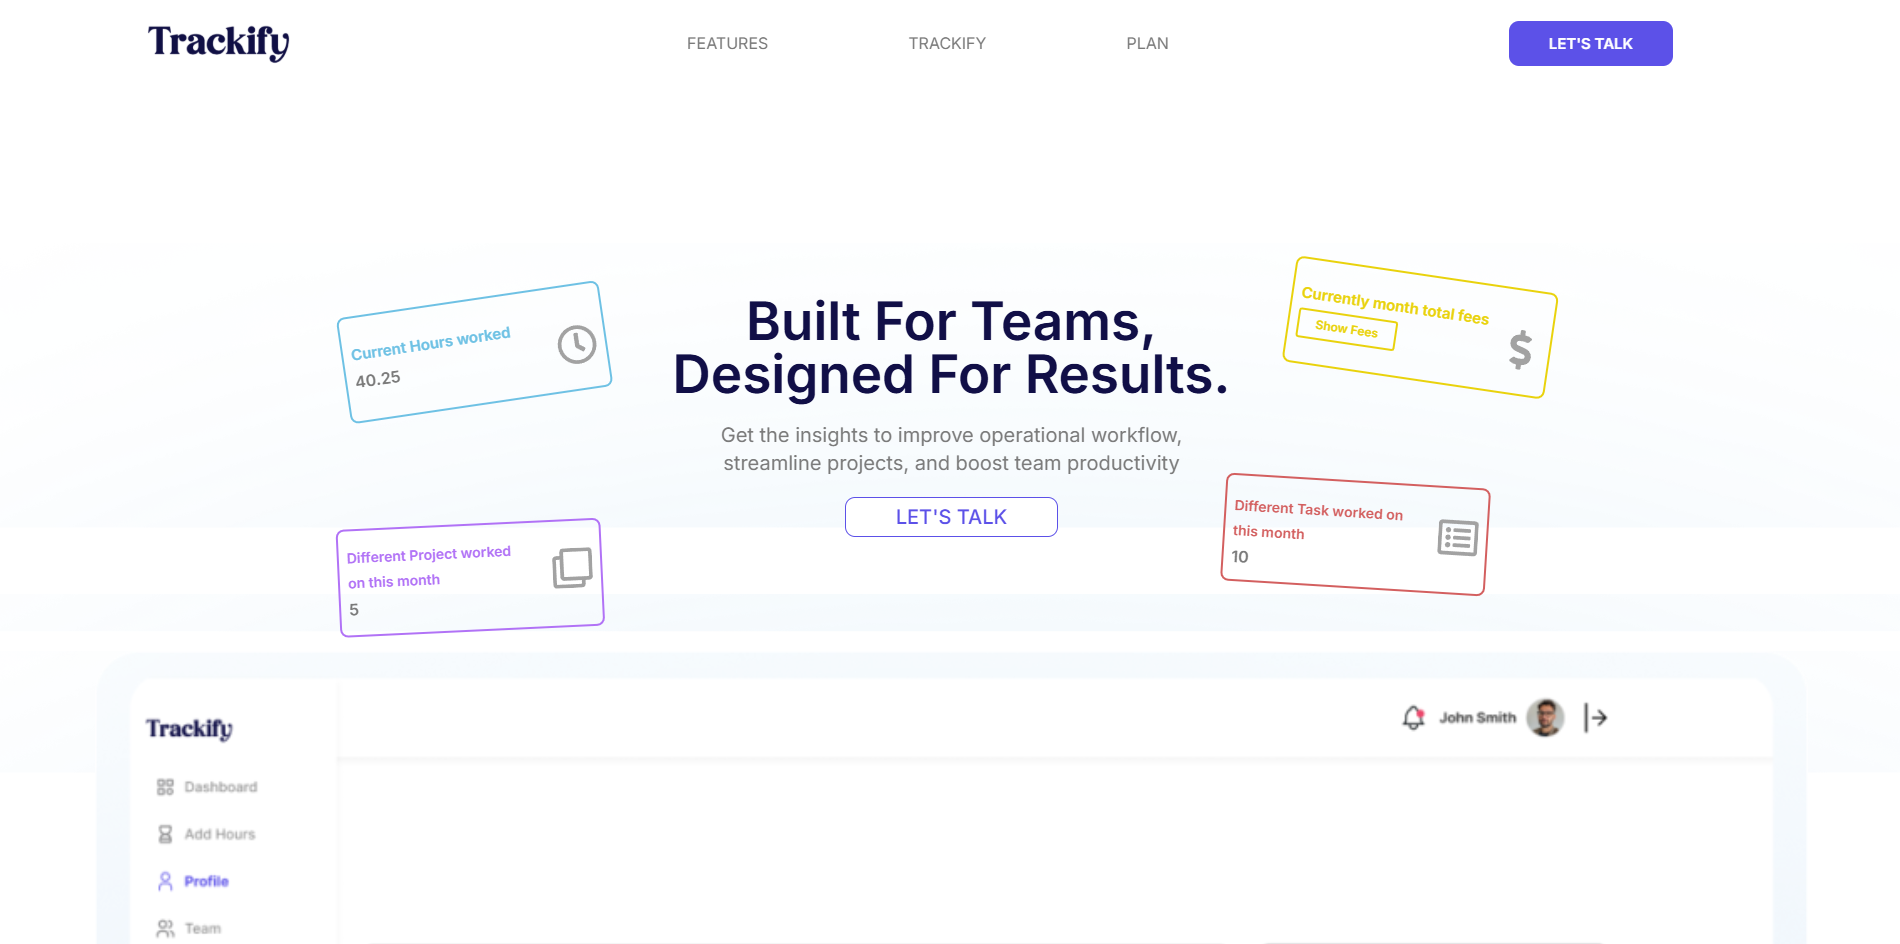 Trackify
FEATURES
TRACKIFY
PLAN
LET'S TALK
Current Hours worked
40.25
Built For Teams,
Designed For Results.
Get the insights to improve operational workflow,
streamline projects, and boost team productivity
LET'S TALK
Currently month total fees
Show Fees
$
Different Project worked
on this month
5
Different Task worked on
this month
10
Trackify
John Smith
Dashboard
Add Hours
Profile
Team